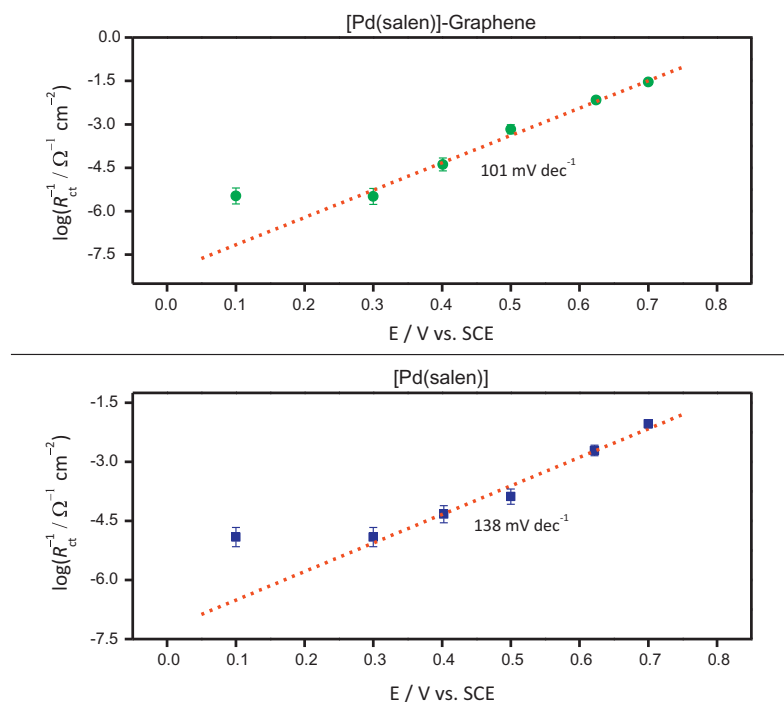 [Pd(salen)]-Graphene
0.0
-1.5
-3.0
-4.5
-6.0
-7.5
log(R_ct^−1 / Ω^−1 cm^−2)
101 mV dec^-1
0.0 0.1 0.3 0.4 0.5 0.6 0.7 0.8
E / V vs. SCE
[Pd(salen)]
-1.5
-3.0
-4.5
-6.0
-7.5
log(R_ct^−1 / Ω^−1 cm^−2)
138 mV dec^-1
0.0 0.1 0.3 0.4 0.5 0.6 0.7 0.8
E / V vs. SCE